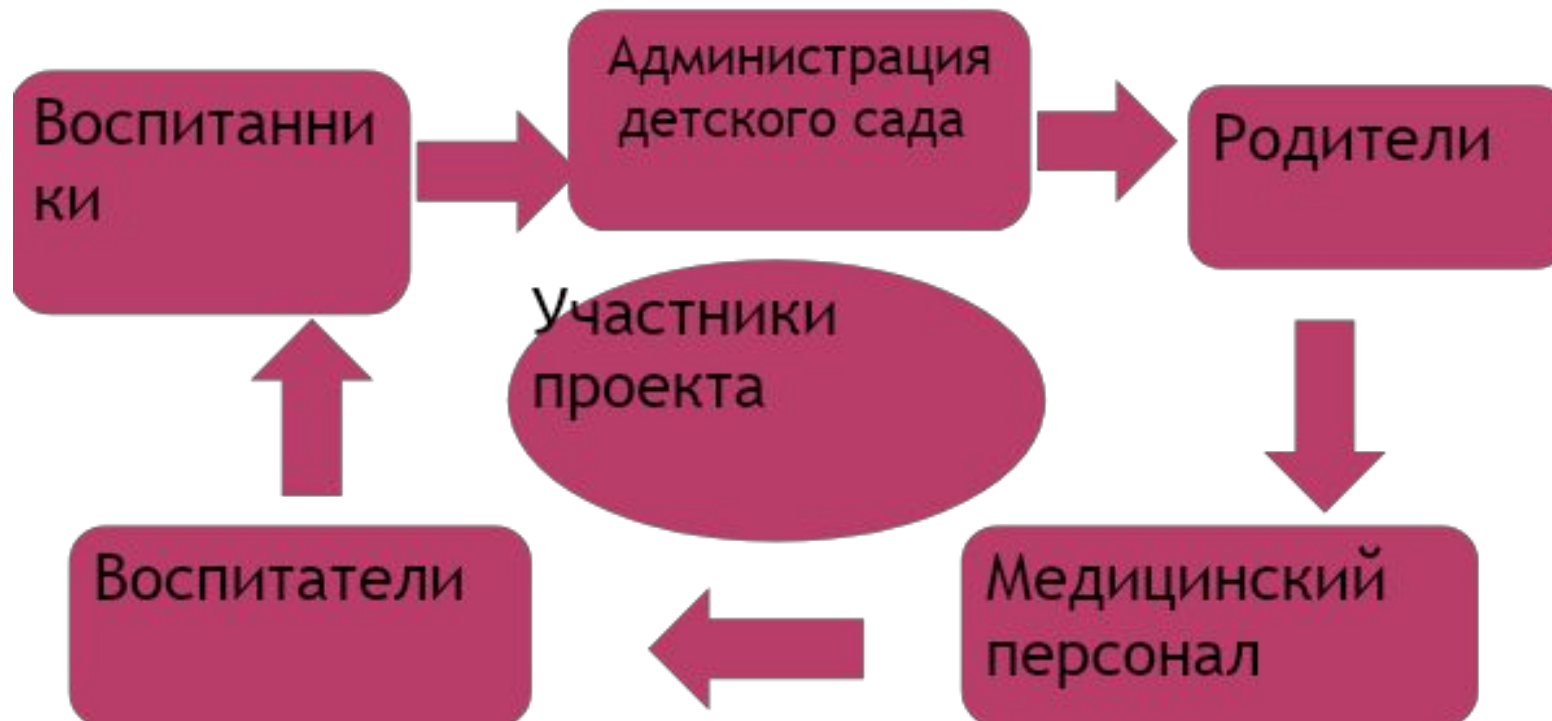 Воспитанни
ки
Администрация
детского сада
Родители
Участники
проекта
Воспитатели
Медицинский
персонал